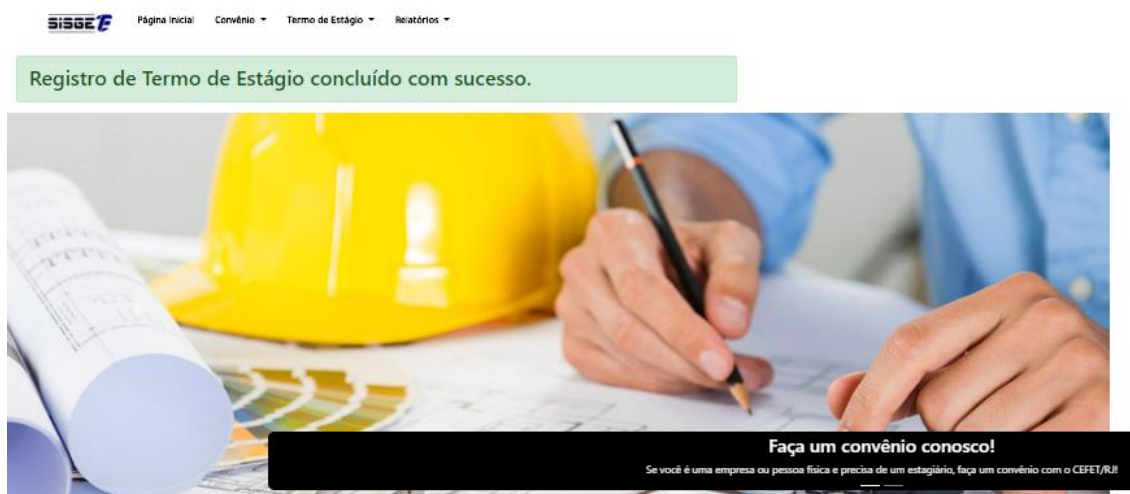 SISGEE
Página Inicial Convênio Termo de Estágio Relatórios
Registro de Termo de Estágio concluído com sucesso.
Faça um convênio conosco!
Se você é uma empresa ou pessoa física e precisa de um estagiário, faça um convênio com o CEFET/RJ!